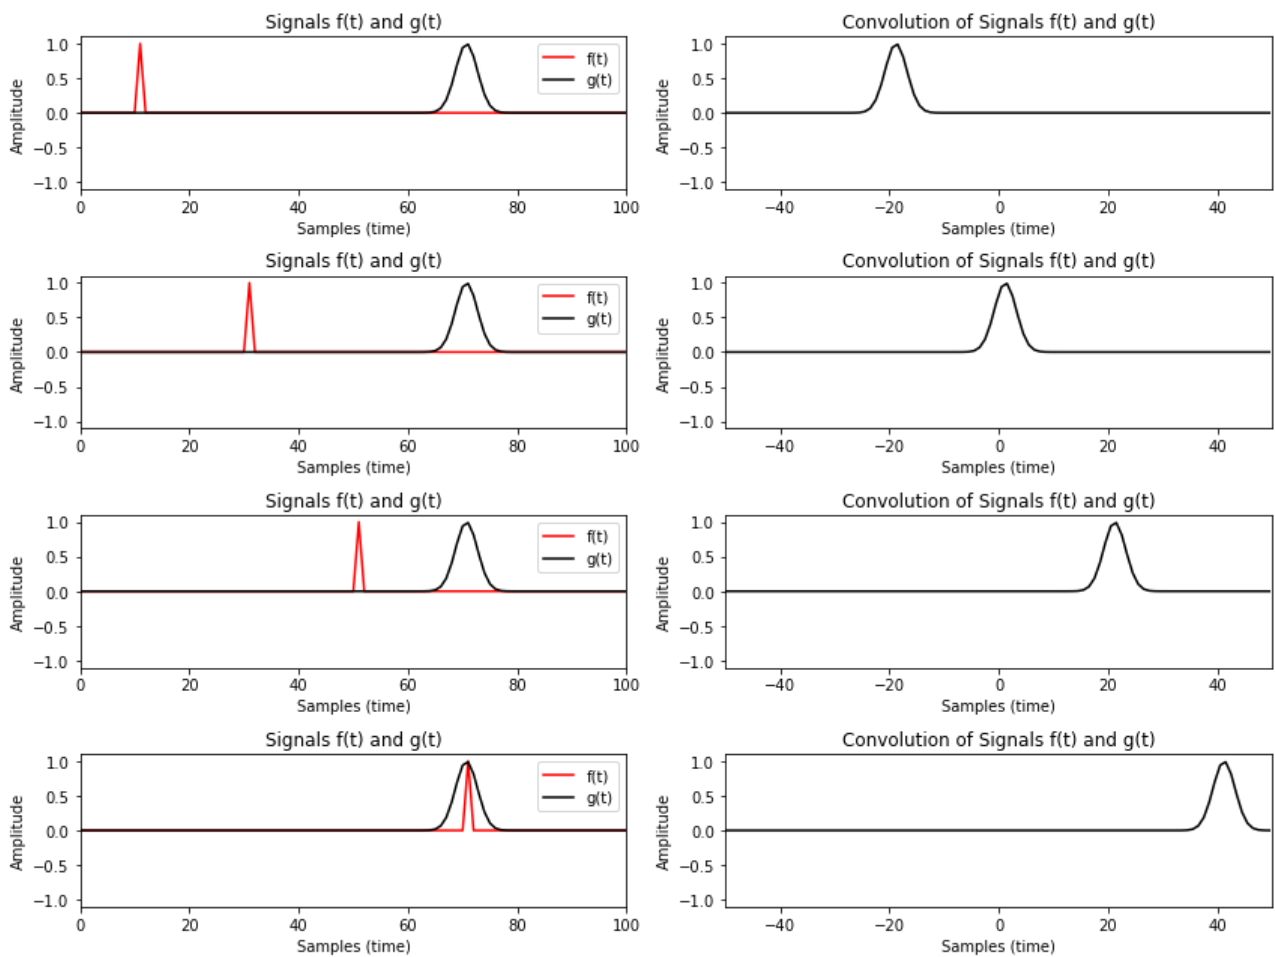 Signals f(t) and g(t)
1.0
0.5
0.0
−0.5
−1.0
Amplitude
f(t)
g(t)
0 20 40 60 80 100
Samples (time)
Convolution of Signals f(t) and g(t)
1.0
0.5
0.0
−0.5
−1.0
Amplitude
−40 −20 0 20 40
Samples (time)
Signals f(t) and g(t)
1.0
0.5
0.0
−0.5
−1.0
Amplitude
f(t)
g(t)
0 20 40 60 80 100
Samples (time)
Convolution of Signals f(t) and g(t)
1.0
0.5
0.0
−0.5
−1.0
Amplitude
−40 −20 0 20 40
Samples (time)
Signals f(t) and g(t)
1.0
0.5
0.0
−0.5
−1.0
Amplitude
f(t)
g(t)
0 20 40 60 80 100
Samples (time)
Convolution of Signals f(t) and g(t)
1.0
0.5
0.0
−0.5
−1.0
Amplitude
−40 −20 0 20 40
Samples (time)
Signals f(t) and g(t)
1.0
0.5
0.0
−0.5
−1.0
Amplitude
f(t)
g(t)
0 20 40 60 80 100
Samples (time)
Convolution of Signals f(t) and g(t)
1.0
0.5
0.0
−0.5
−1.0
Amplitude
−40 −20 0 20 40
Samples (time)